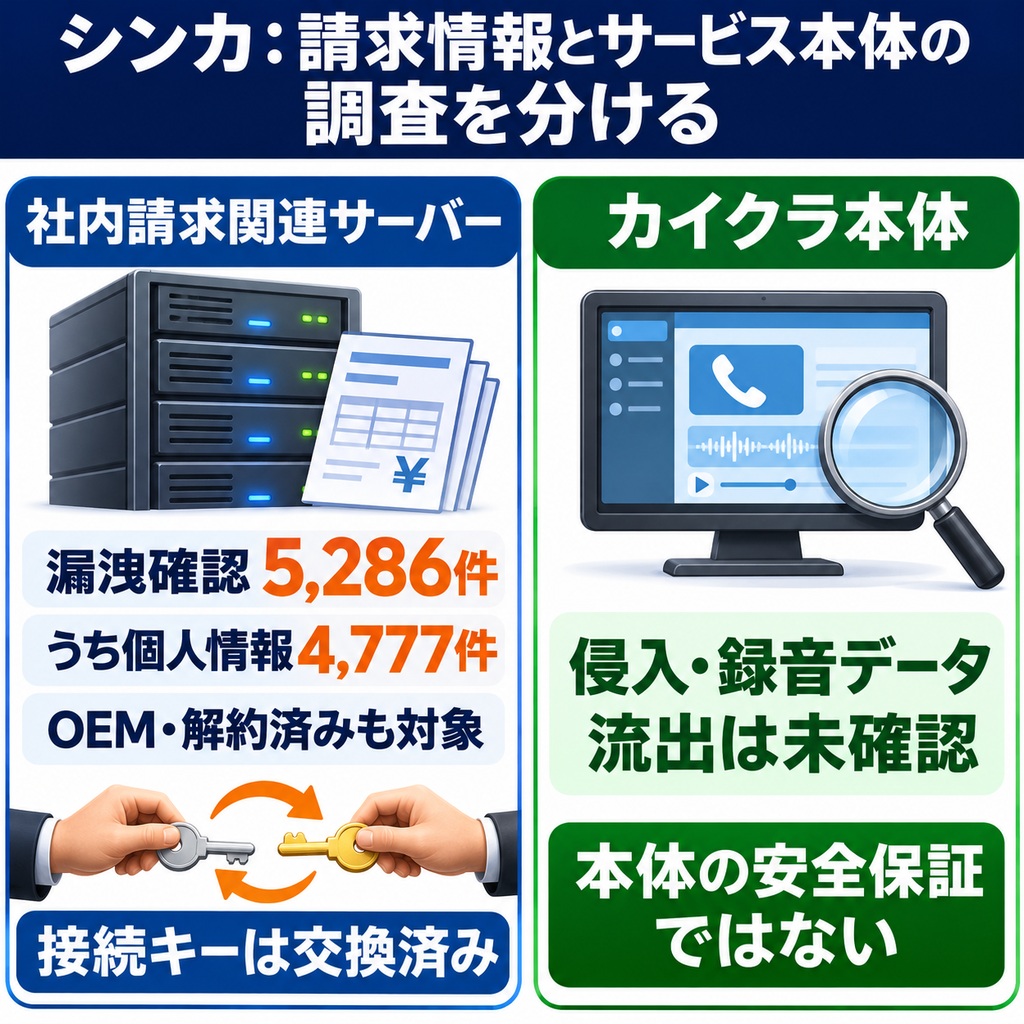 シンカ：請求情報とサービス本体の
調査を分ける
社内請求関連サーバー
¥
漏洩確認 5,286件
うち個人情報4,777件
OEM・解約済みも対象
接続キーは交換済み
カイクラ本体
侵入・録音データ
流出は未確認
本体の安全保証
ではない